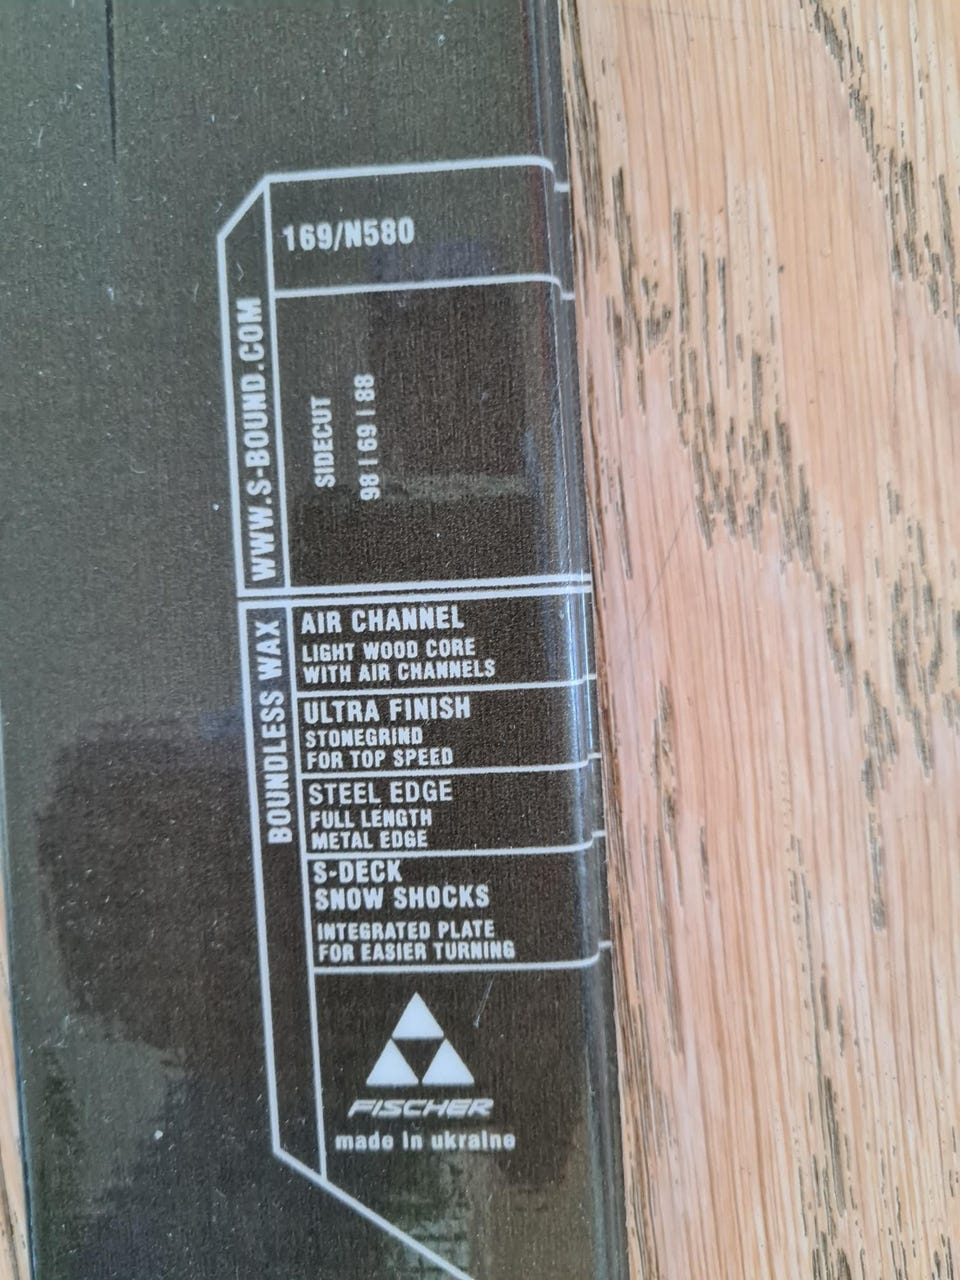 169/N580
WWW.S-BOUND.COM
SIDECUT
98 | 69 | 88
BOUNDLESS WAX
AIR CHANNEL
LIGHT WOOD CORE
WITH AIR CHANNELS
ULTRA FINISH
STONEGRIND
FOR TOP SPEED
STEEL EDGE
FULL LENGTH
METAL EDGE
S-DECK
SNOW SHOCKS
INTEGRATED PLATE
FOR EASIER TURNING
FISCHER
made in ukraine